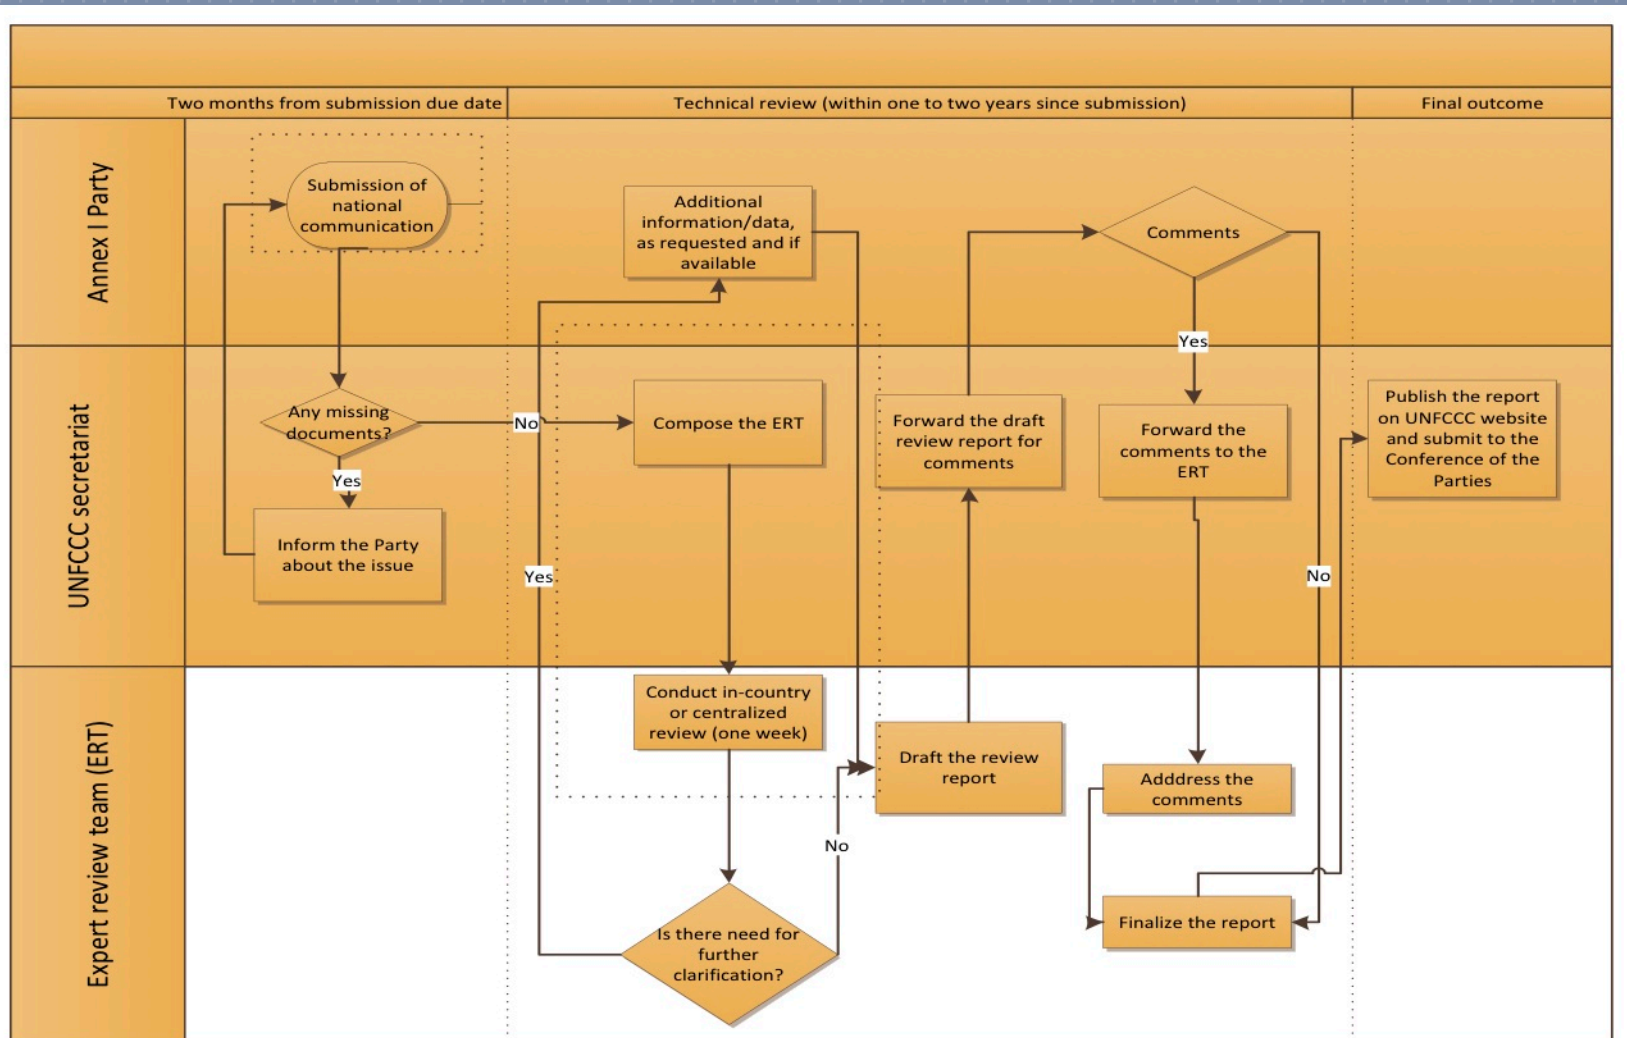 Two months from submission due date
Technical review (within one to two years since submission)
Final outcome
Annex I Party
Submission of
national
communication
Additional
information/data,
as requested and if
available
Comments
Yes
UNFCCC secretariat
Any missing
documents?
No
Compose the ERT
Forward the draft
review report for
comments
Forward the
comments to the
ERT
Publish the report
on UNFCCC website
and submit to the
Conference of the
Parties
Yes
Inform the Party
about the issue
Yes
No
Expert review team (ERT)
Conduct in-country
or centralized
review (one week)
Draft the review
report
Adddress the
comments
No
Is there need for
further
clarification?
Finalize the report